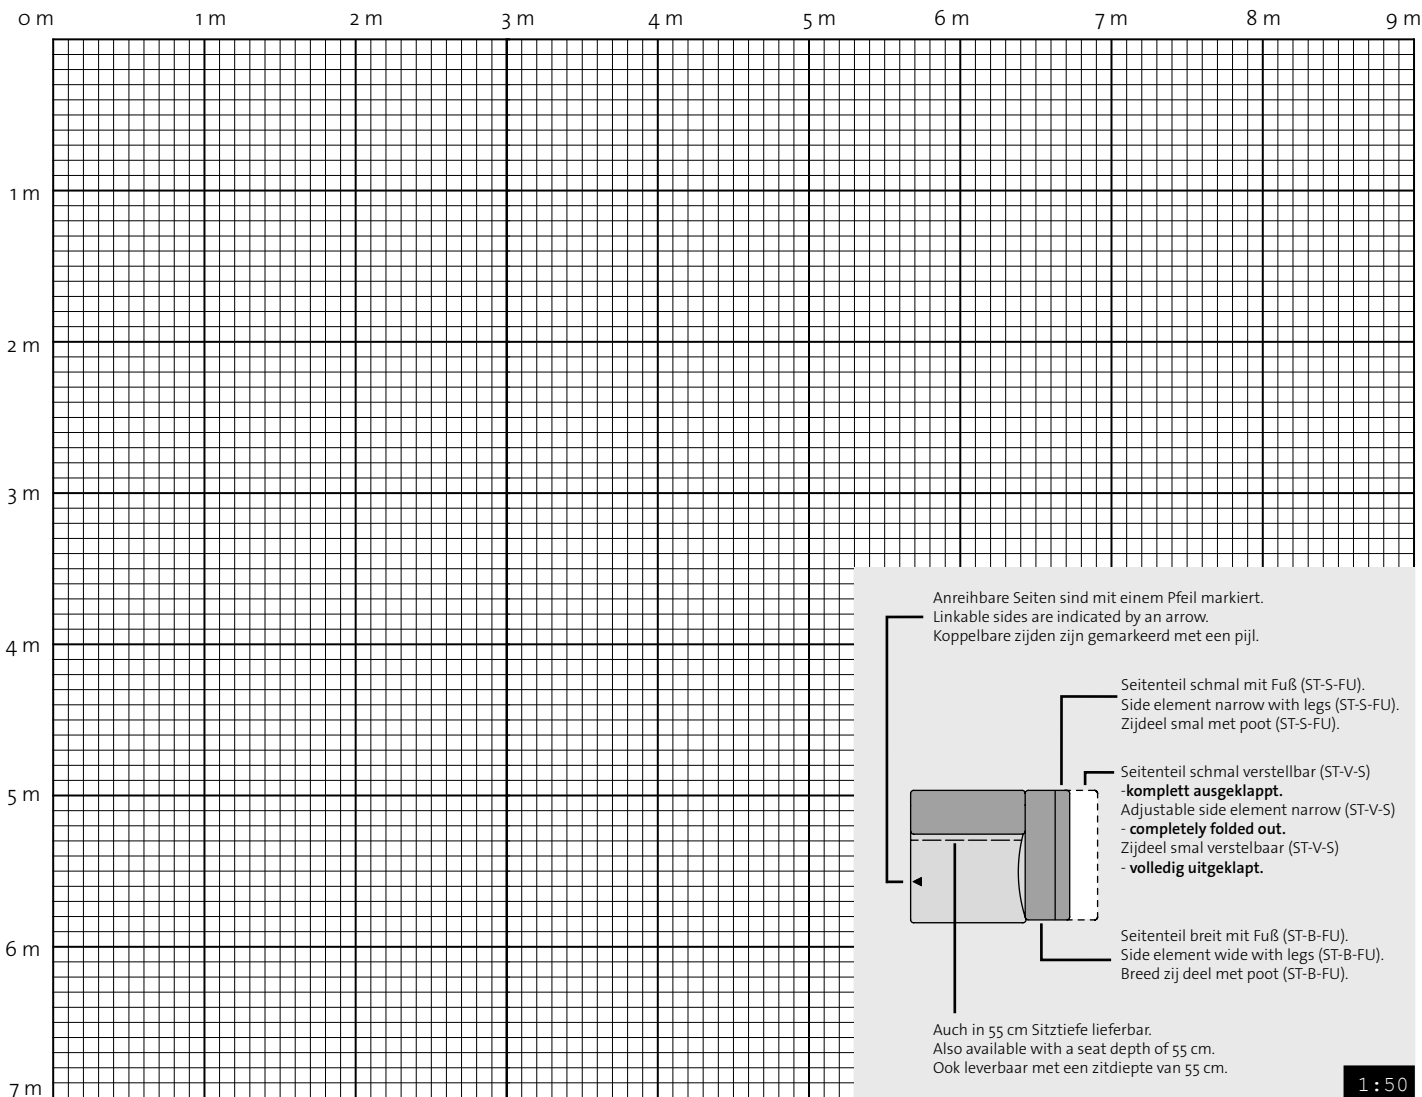 0 m 1 m 2 m 3 m 4 m 5 m 6 m 7 m 8 m 9 m
1 m
2 m
3 m
4 m
5 m
6 m
7 m
Anreihbare Seiten sind mit einem Pfeil markiert.
Linkable sides are indicated by an arrow.
Koppelbare zijden zijn gemarkeerd met een pijl.
Seitenteil schmal mit Fuß (ST-S-FU).
Side element narrow with legs (ST-S-FU).
Zijdeel smal met poot (ST-S-FU).
Seitenteil schmal verstellbar (ST-V-S)
-komplett ausgeklappt.
Adjustable side element narrow (ST-V-S)
- completely folded out.
Zijdeel smal verstelbaar (ST-V-S)
- volledig uitgeklapt.
Seitenteil breit mit Fuß (ST-B-FU).
Side element wide with legs (ST-B-FU).
Breed zij deel met poot (ST-B-FU).
Auch in 55 cm Sitztiefe lieferbar.
Also available with a seat depth of 55 cm.
Ook leverbaar met een zitdiepte van 55 cm.
1:50